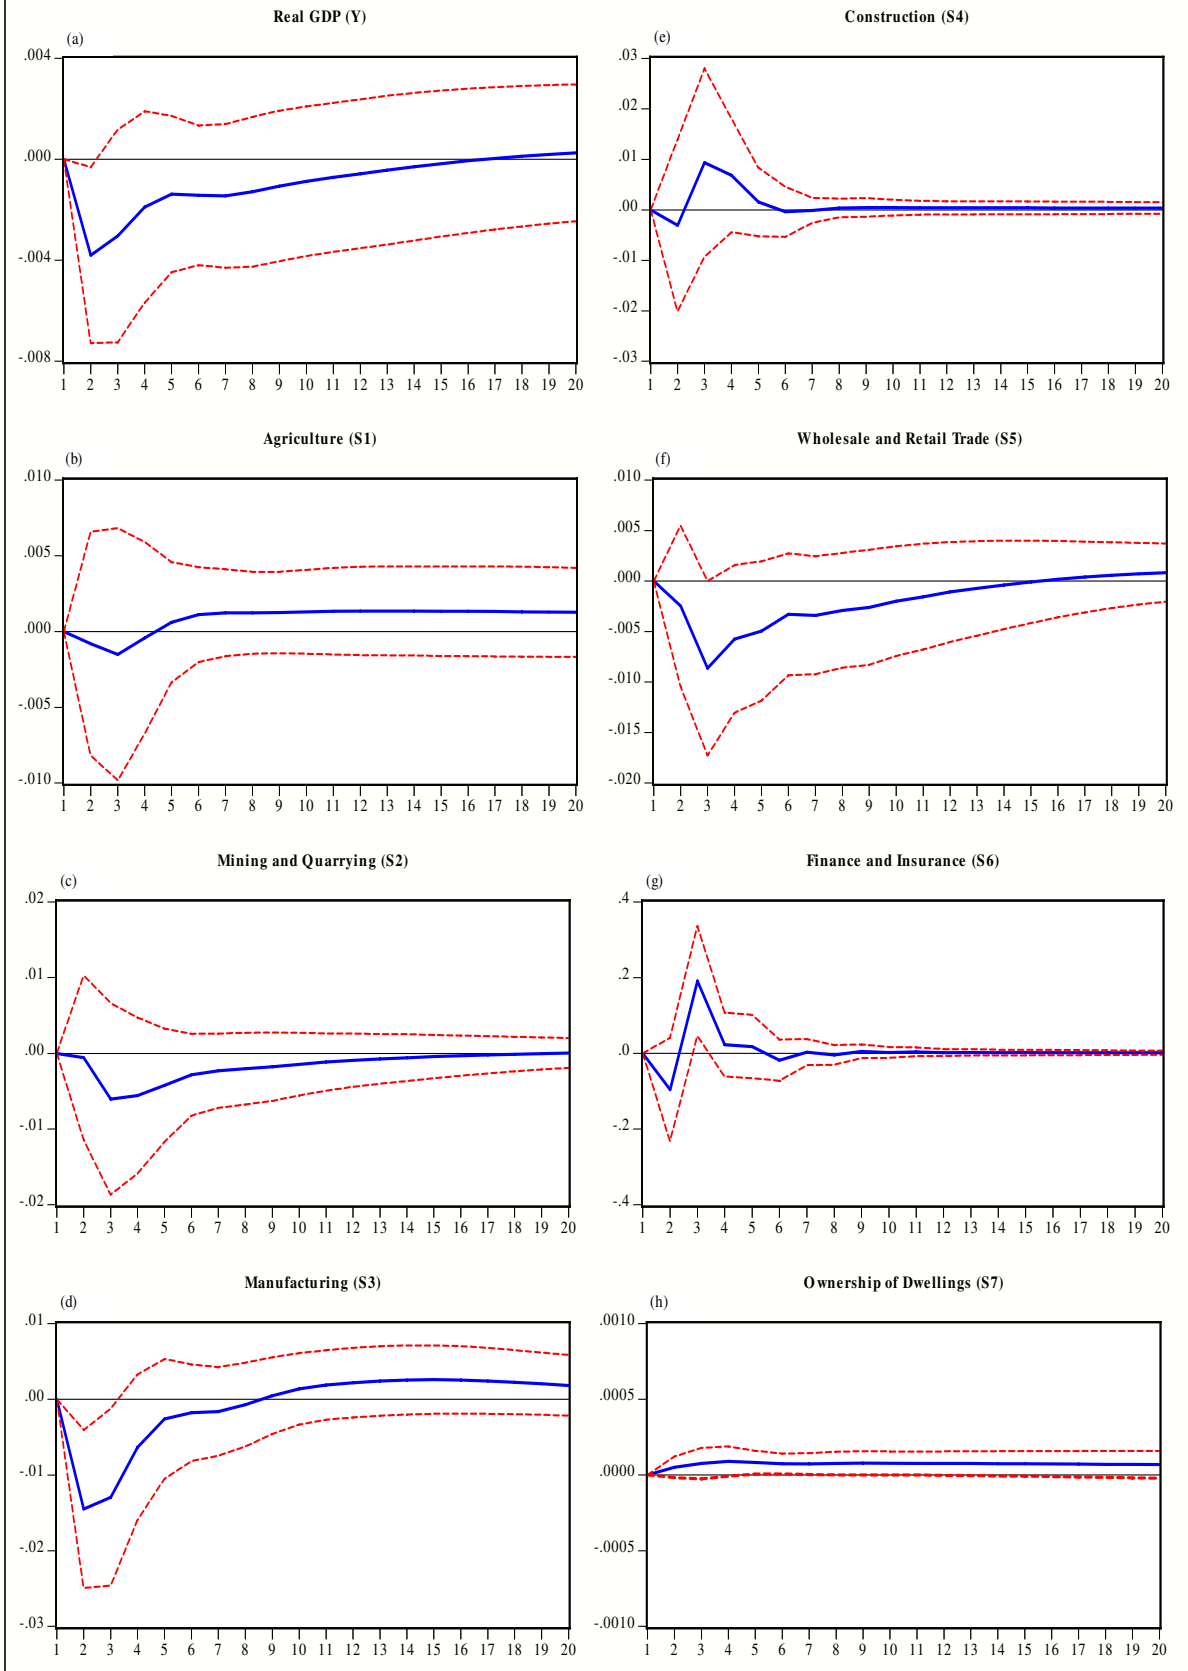 Real GDP (Y)
(a)
.004
.000
-.004
-.008
1 2 3 4 5 6 7 8 9 10 11 12 13 14 15 16 17 18 19 20
Agriculture (S1)
(b)
.010
.005
.000
-.005
-.010
1 2 3 4 5 6 7 8 9 10 11 12 13 14 15 16 17 18 19 20
Mining and Quarrying (S2)
(c)
.02
.01
.00
-.01
-.02
1 2 3 4 5 6 7 8 9 10 11 12 13 14 15 16 17 18 19 20
Manufacturing (S3)
(d)
.01
.00
-.01
-.02
-.03
1 2 3 4 5 6 7 8 9 10 11 12 13 14 15 16 17 18 19 20
Construction (S4)
(e)
.03
.02
.01
.00
-.01
-.02
-.03
1 2 3 4 5 6 7 8 9 10 11 12 13 14 15 16 17 18 19 20
Wholesale and Retail Trade (S5)
(f)
.010
.005
.000
-.005
-.010
-.015
-.020
1 2 3 4 5 6 7 8 9 10 11 12 13 14 15 16 17 18 19 20
Finance and Insurance (S6)
(g)
.4
.2
.0
-.2
-.4
1 2 3 4 5 6 7 8 9 10 11 12 13 14 15 16 17 18 19 20
Ownership of Dwellings (S7)
(h)
.0010
.0005
.0000
-.0005
-.0010
1 2 3 4 5 6 7 8 9 10 11 12 13 14 15 16 17 18 19 20